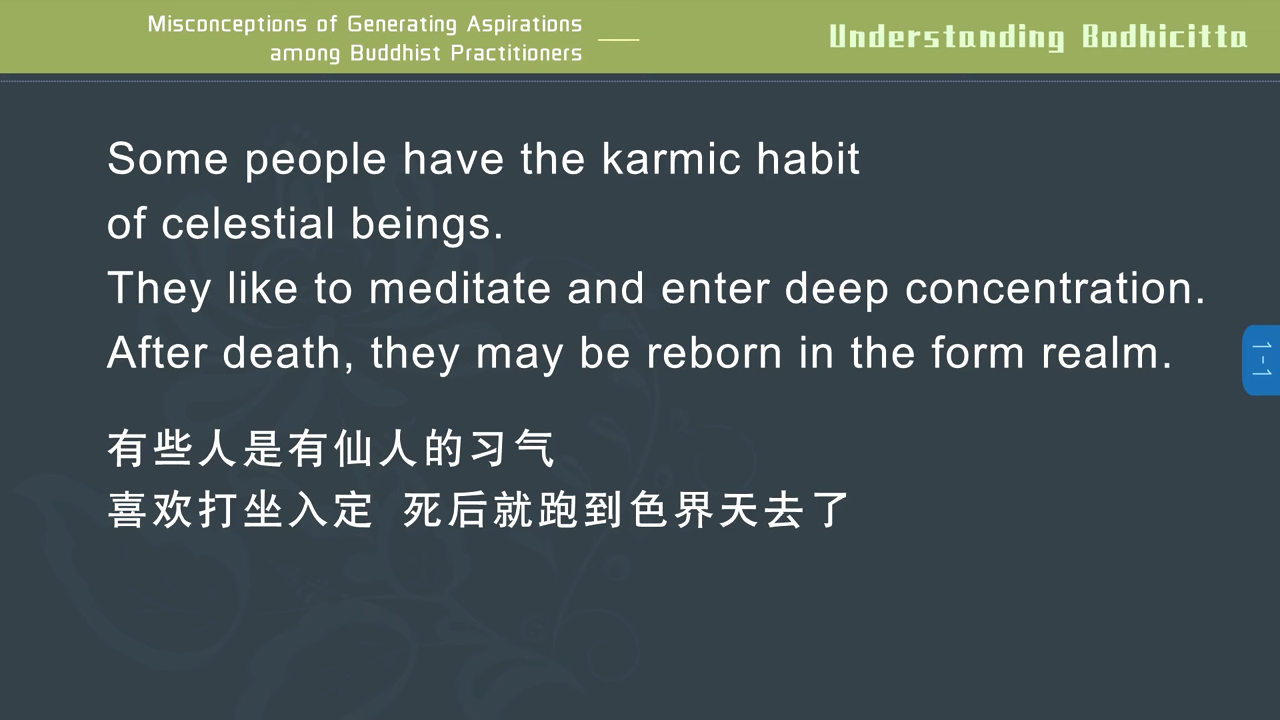 Misconceptions of Generating Aspirations
among Buddhist Practitioners
Understanding Bodhicitta
Some people have the karmic habit
of celestial beings.
They like to meditate and enter deep concentration.
After death, they may be reborn in the form realm.
1-1
有些人是有仙人的习气
喜欢打坐入定 死后就跑到色界天去了